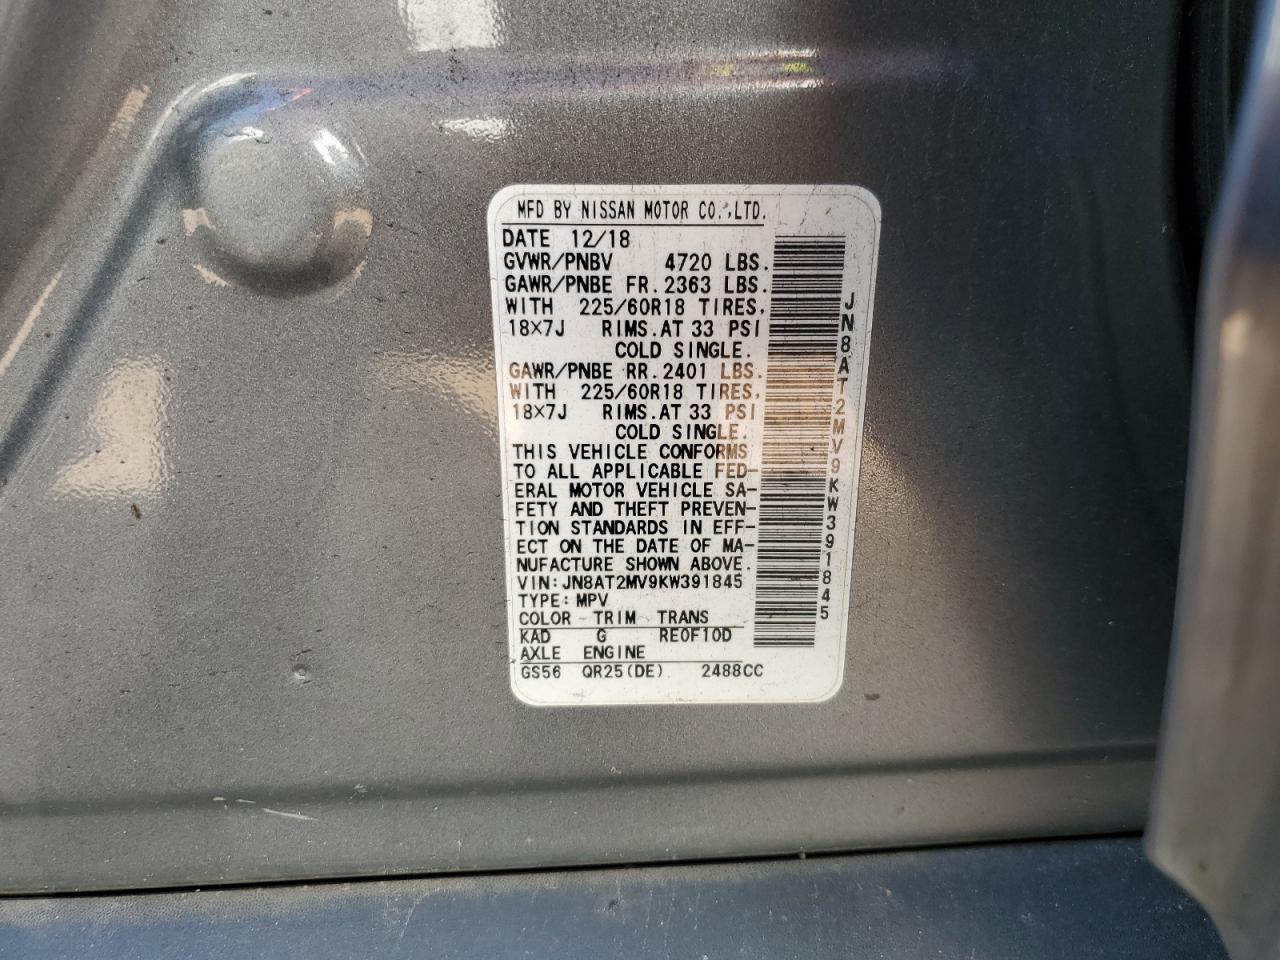 MFD BY NISSAN MOTOR CO.,LTD.
DATE 12/18
GVWR/PNBV 4720 LBS.
GAWR/PNBE FR.2363 LBS.
WITH 225/60R18 TIRES,
18×7J RIMS.AT 33 PSI
COLD SINGLE.
GAWR/PNBE RR.2401 LBS.
WITH 225/60R18 TIRES,
18×7J RIMS.AT 33 PSI
COLD SINGLE.
THIS VEHICLE CONFORMS
TO ALL APPLICABLE FED-
ERAL MOTOR VEHICLE SA-
FETY AND THEFT PREVEN-
TION STANDARDS IN EFF-
ECT ON THE DATE OF MA-
NUFACTURE SHOWN ABOVE.
VIN:JN8AT2MV9KW391845
TYPE:MPV
COLOR TRIM TRANS
KAD G RE0F10D
AXLE ENGINE
GS56 QR25(DE) 2488CC
JN8AT2MV9KW391845